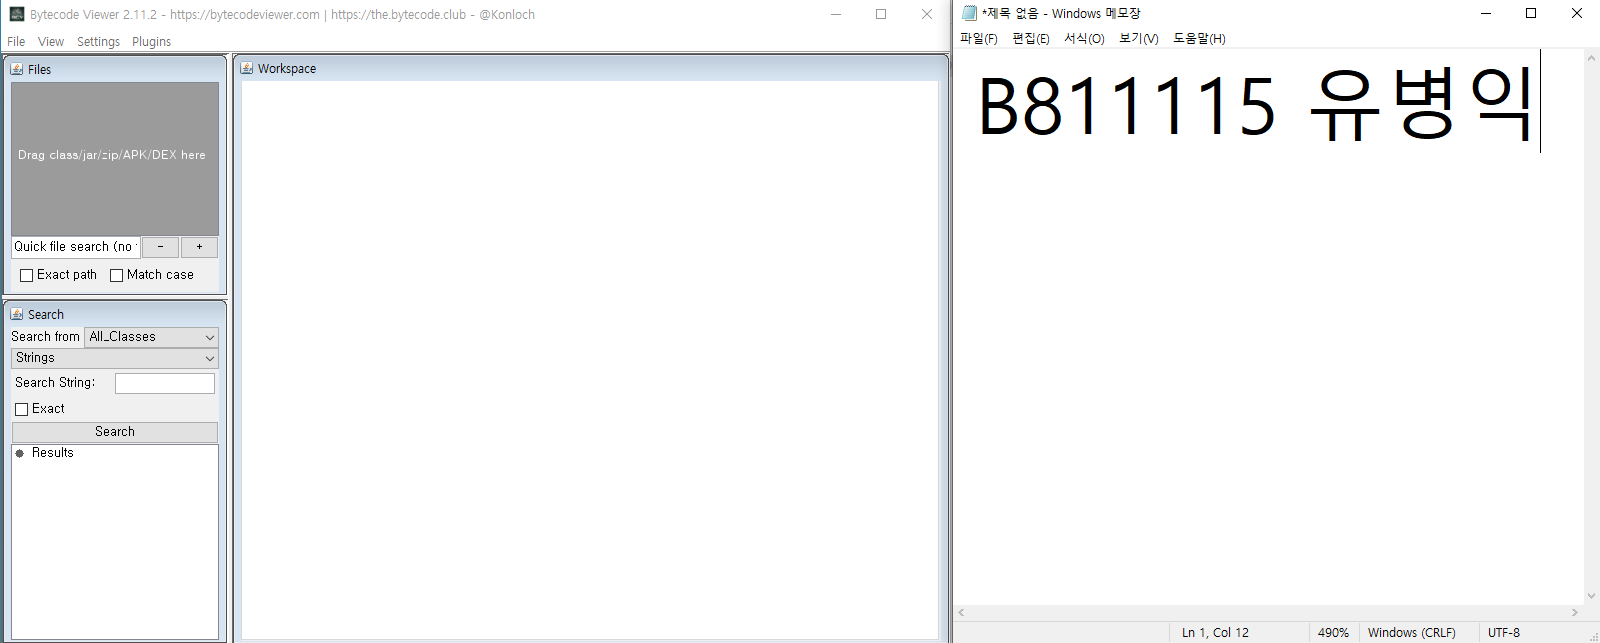 Bytecode Viewer 2.11.2 - https://bytecodeviewer.com | https://the.bytecode.club - @Konloch
File View Settings Plugins
Files
Drag class/jar/zip/APK/DEX here
Quick file search (no
- +
Exact path Match case
Search
Search from All_Classes
Strings
Search String:
Exact
Search
Results
Workspace
*제목 없음 - Windows 메모장
파일(F) 편집(E) 서식(O) 보기(V) 도움말(H)
B811115 유병익
Ln 1, Col 12 490% Windows (CRLF) UTF-8